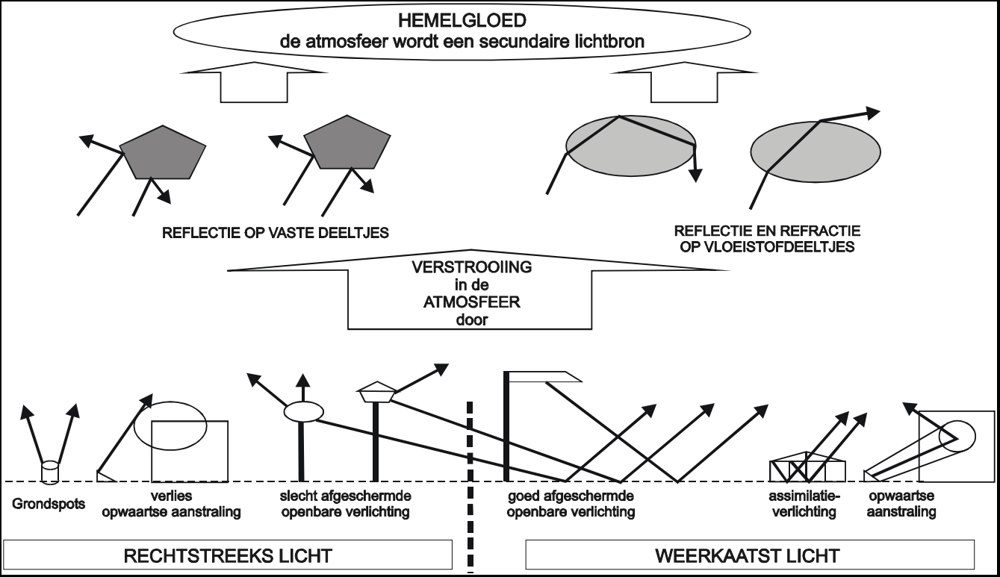 HEMELGLOED
de atmosfeer wordt een secundaire lichtbron
REFLECTIE OP VASTE DEELTJES
REFLECTIE EN REFRACTIE
OP VLOEISTOFDEELTJES
VERSTROOIING
in de
ATMOSFEER
door
Grondspots
verlies
opwaartse aanstraling
slecht afgeschermde
openbare verlichting
goed afgeschermde
openbare verlichting
assimilatie-
verlichting
opwaartse
aanstraling
RECHTSTREEKS LICHT
WEERKAATST LICHT